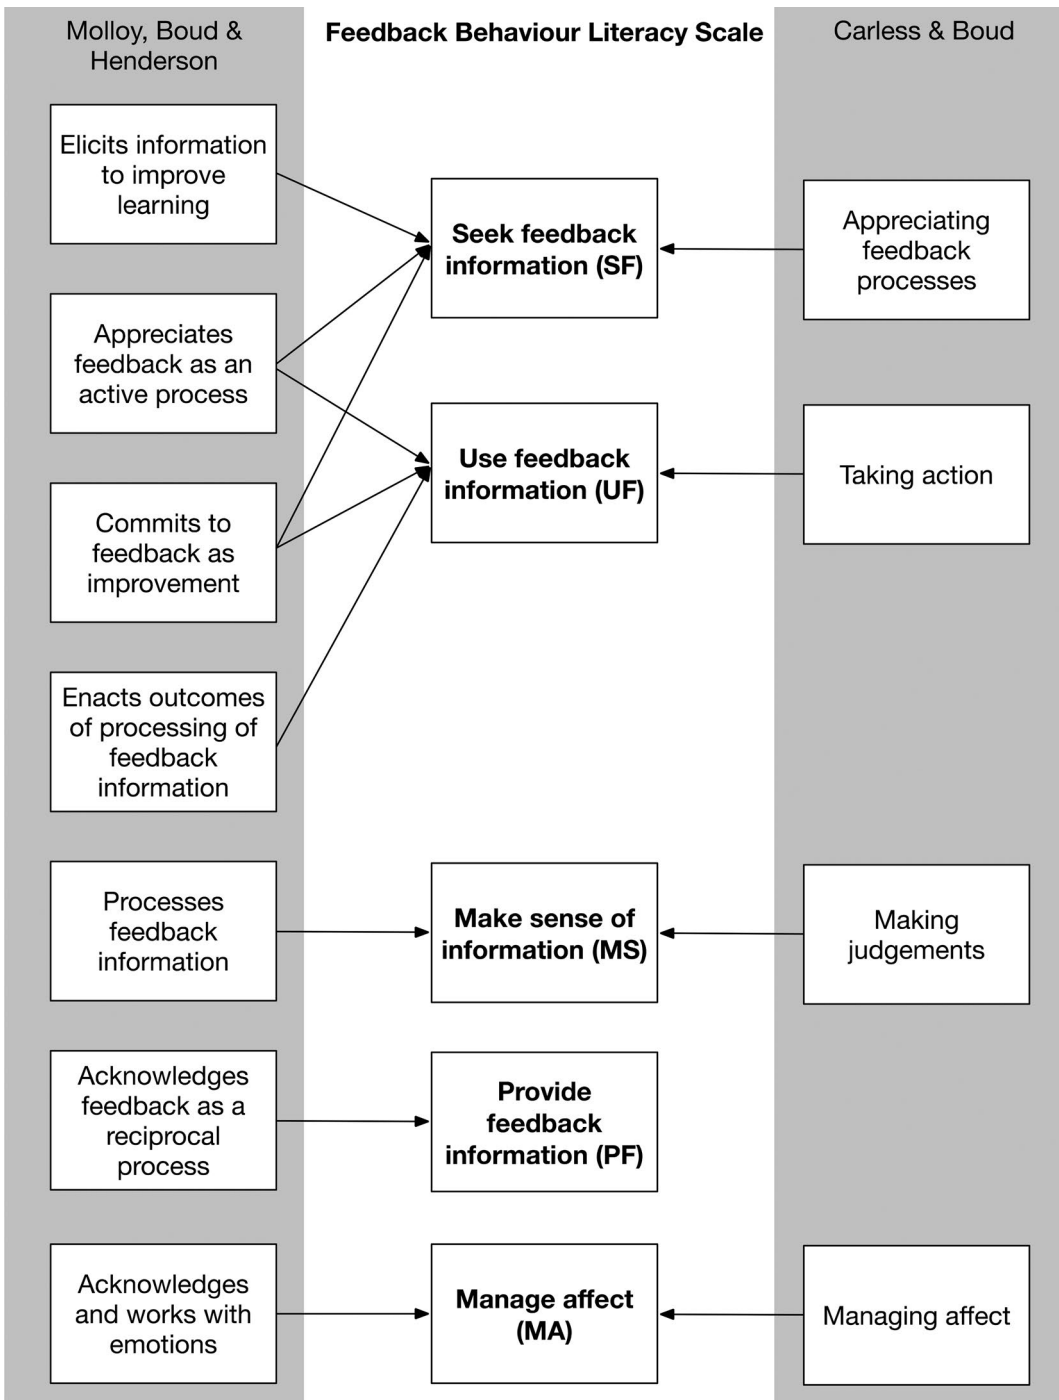 Molloy, Boud &
Henderson
Feedback Behaviour Literacy Scale
Carless & Boud
Elicits information
to improve
learning
Appreciates
feedback as an
active process
Commits to
feedback as
improvement
Enacts outcomes
of processing of
feedback
information
Processes
feedback
information
Acknowledges
feedback as a
reciprocal
process
Acknowledges
and works with
emotions
Seek feedback
information (SF)
Use feedback
information (UF)
Make sense of
information (MS)
Provide
feedback
information (PF)
Manage affect
(MA)
Appreciating
feedback
processes
Taking action
Making
judgements
Managing affect